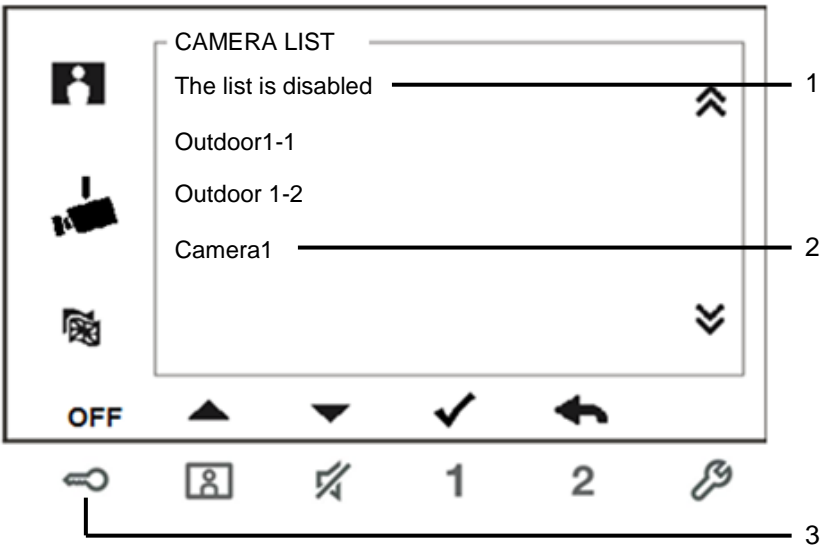 CAMERA LIST
The list is disabled
1
Outdoor1-1
Outdoor 1-2
Camera1
2
OFF
1
2
3